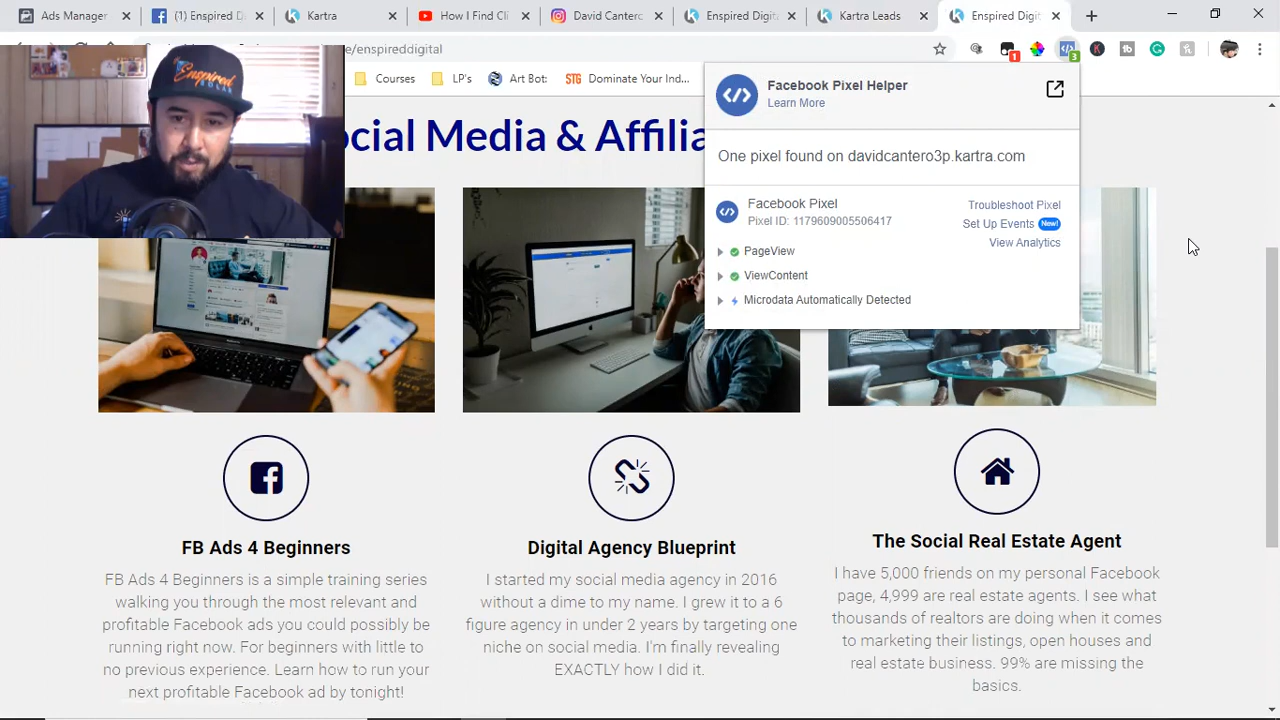 Ads Manager
(1) Enspired D
Kartra
How I Find Cli
David Canterc
Enspired Digit
Kartra Leads
Enspired Digit
e/enspireddigital
1
3
Courses
LP's
Art Bot:
STG Dominate Your Ind...
Enspired
Facebook Pixel Helper
Learn More
One pixel found on davidcantero3p.kartra.com
Facebook Pixel
Pixel ID: 1179609005506417
Troubleshoot Pixel
Set Up Events New!
View Analytics
PageView
ViewContent
Microdata Automatically Detected
ocial Media & Affilia
FB Ads 4 Beginners
FB Ads 4 Beginners is a simple training series
walking you through the most relevant and
profitable Facebook ads you could possibly be
running right now. For beginners with little to
no previous experience. Learn how to run your
next profitable Facebook ad by tonight!
Digital Agency Blueprint
I started my social media agency in 2016
without a dime to my name. I grew it to a 6
figure agency in under 2 years by targeting one
niche on social media. I'm finally revealing
EXACTLY how I did it.
The Social Real Estate Agent
I have 5,000 friends on my personal Facebook
page, 4,999 are real estate agents. I see what
thousands of realtors are doing when it comes
to marketing their listings, open houses and
real estate business. 99% are missing the
basics.